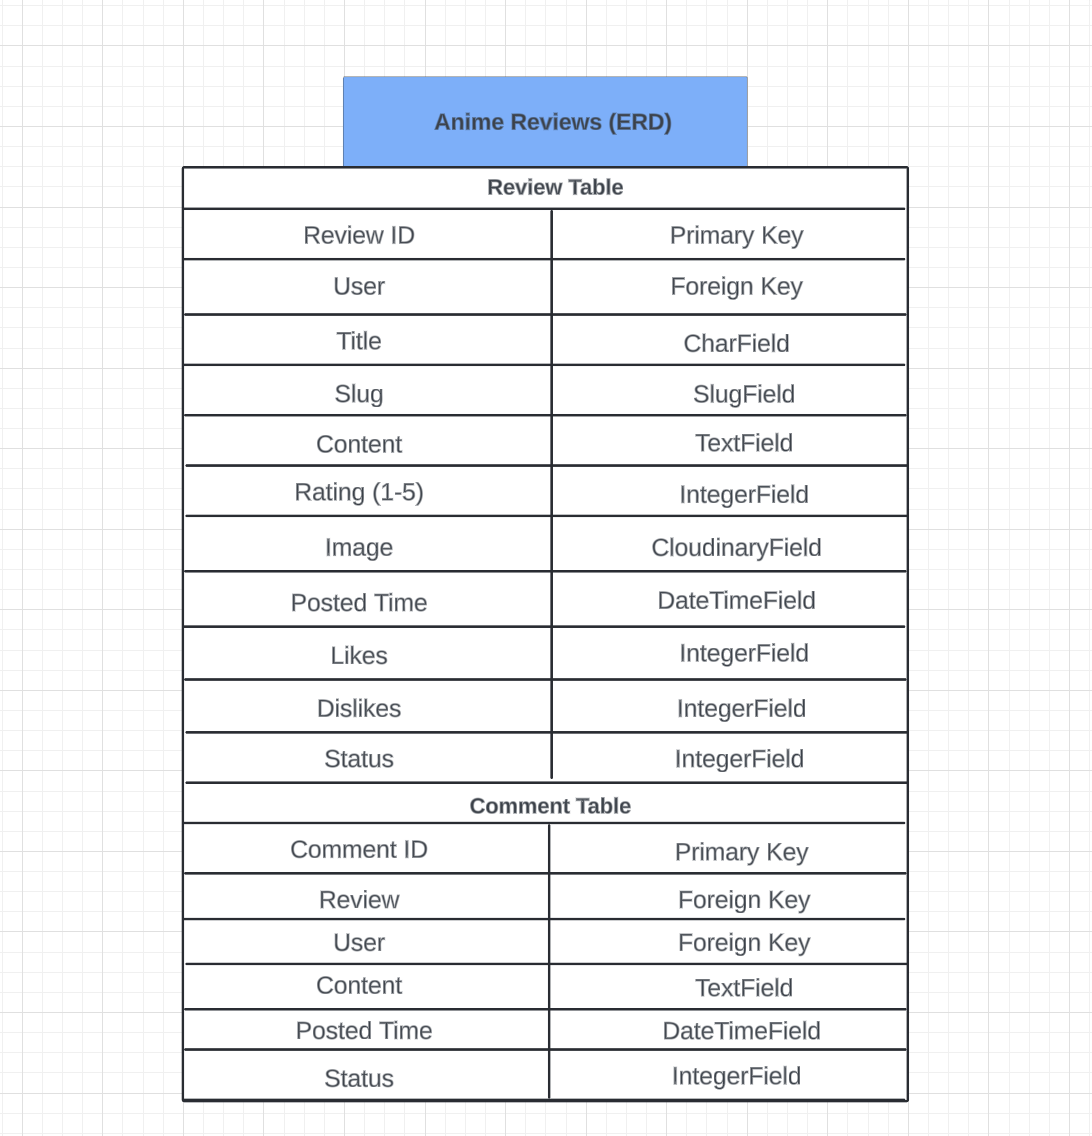 Anime Reviews (ERD)
Review Table
Review ID Primary Key
User Foreign Key
Title CharField
Slug SlugField
Content TextField
Rating (1-5) IntegerField
Image CloudinaryField
Posted Time DateTimeField
Likes IntegerField
Dislikes IntegerField
Status IntegerField
Comment Table
Comment ID Primary Key
Review Foreign Key
User Foreign Key
Content TextField
Posted Time DateTimeField
Status IntegerField